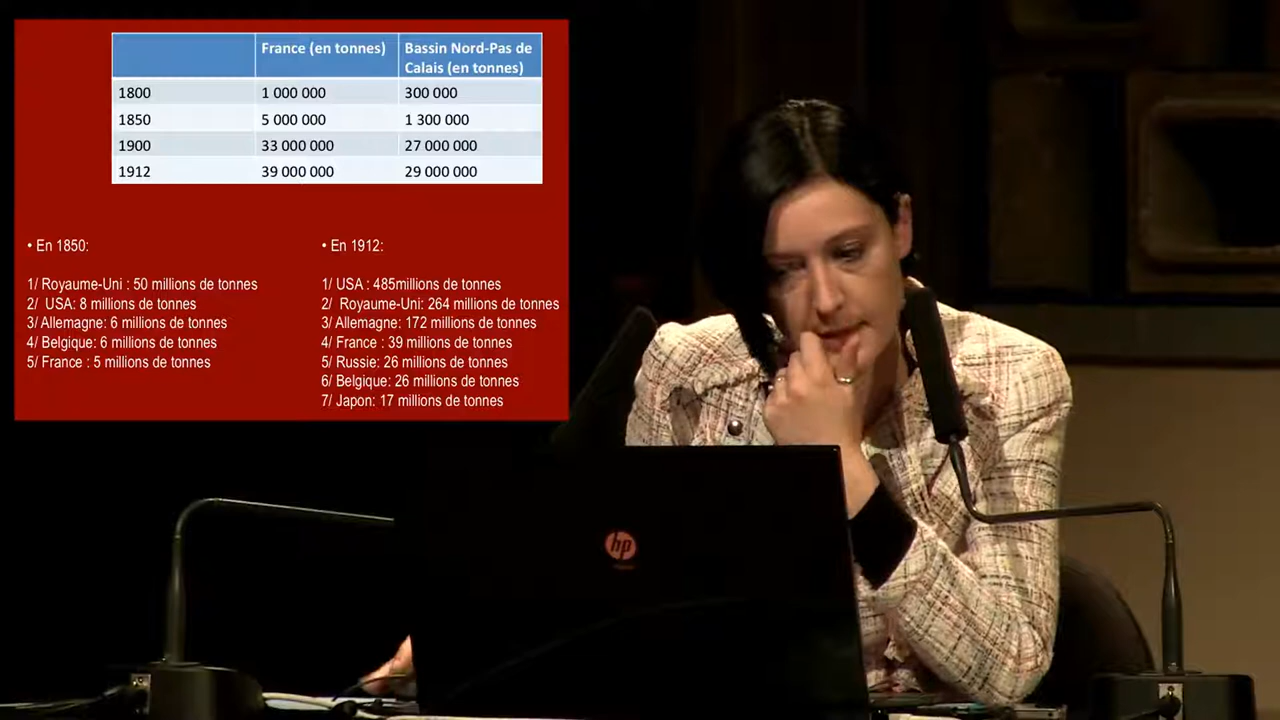 France (en tonnes) Bassin Nord-Pas de
Calais (en tonnes)
1800 1 000 000 300 000
1850 5 000 000 1 300 000
1900 33 000 000 27 000 000
1912 39 000 000 29 000 000
• En 1850:
1/ Royaume-Uni : 50 millions de tonnes
2/ USA: 8 millions de tonnes
3/ Allemagne: 6 millions de tonnes
4/ Belgique: 6 millions de tonnes
5/ France : 5 millions de tonnes
• En 1912:
1/ USA : 485millions de tonnes
2/ Royaume-Uni: 264 millions de tonnes
3/ Allemagne: 172 millions de tonnes
4/ France : 39 millions de tonnes
5/ Russie: 26 millions de tonnes
6/ Belgique: 26 millions de tonnes
7/ Japon: 17 millions de tonnes
hp